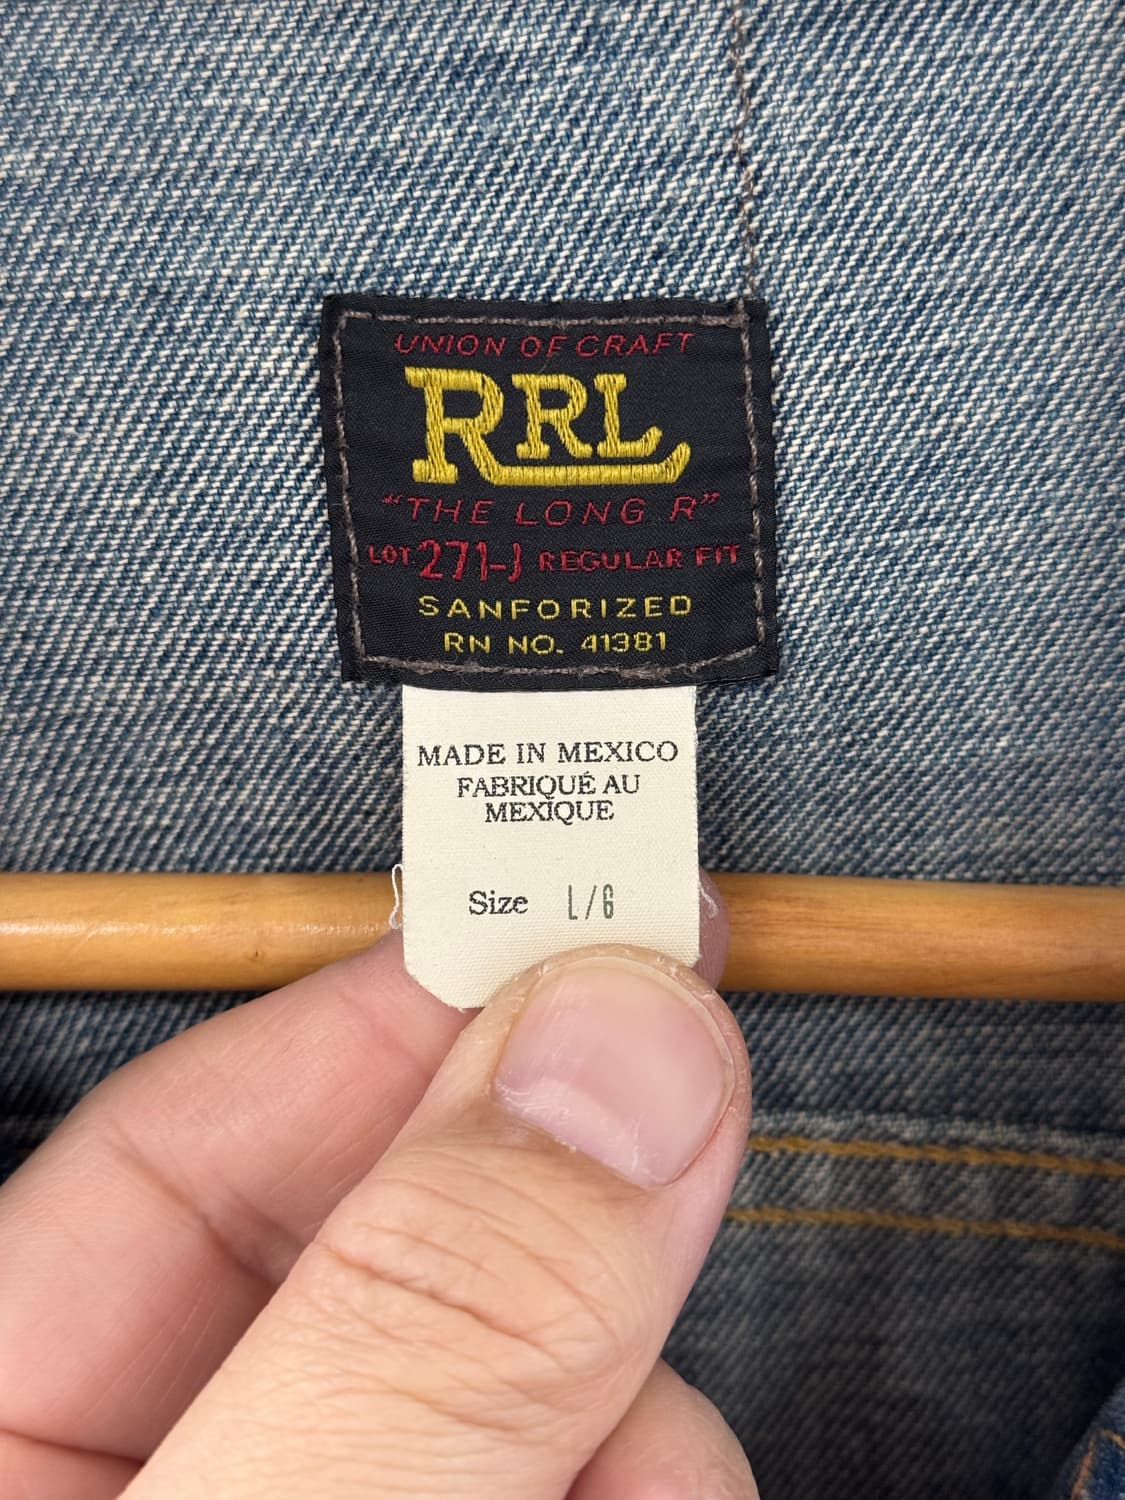 UNION OF CRAFT
RRL
"THE LONG R"
LOT 271-J REGULAR FIT
SANFORIZED
RN NO. 41381
MADE IN MEXICO
FABRIQUÉ AU
MEXIQUE
Size L/G